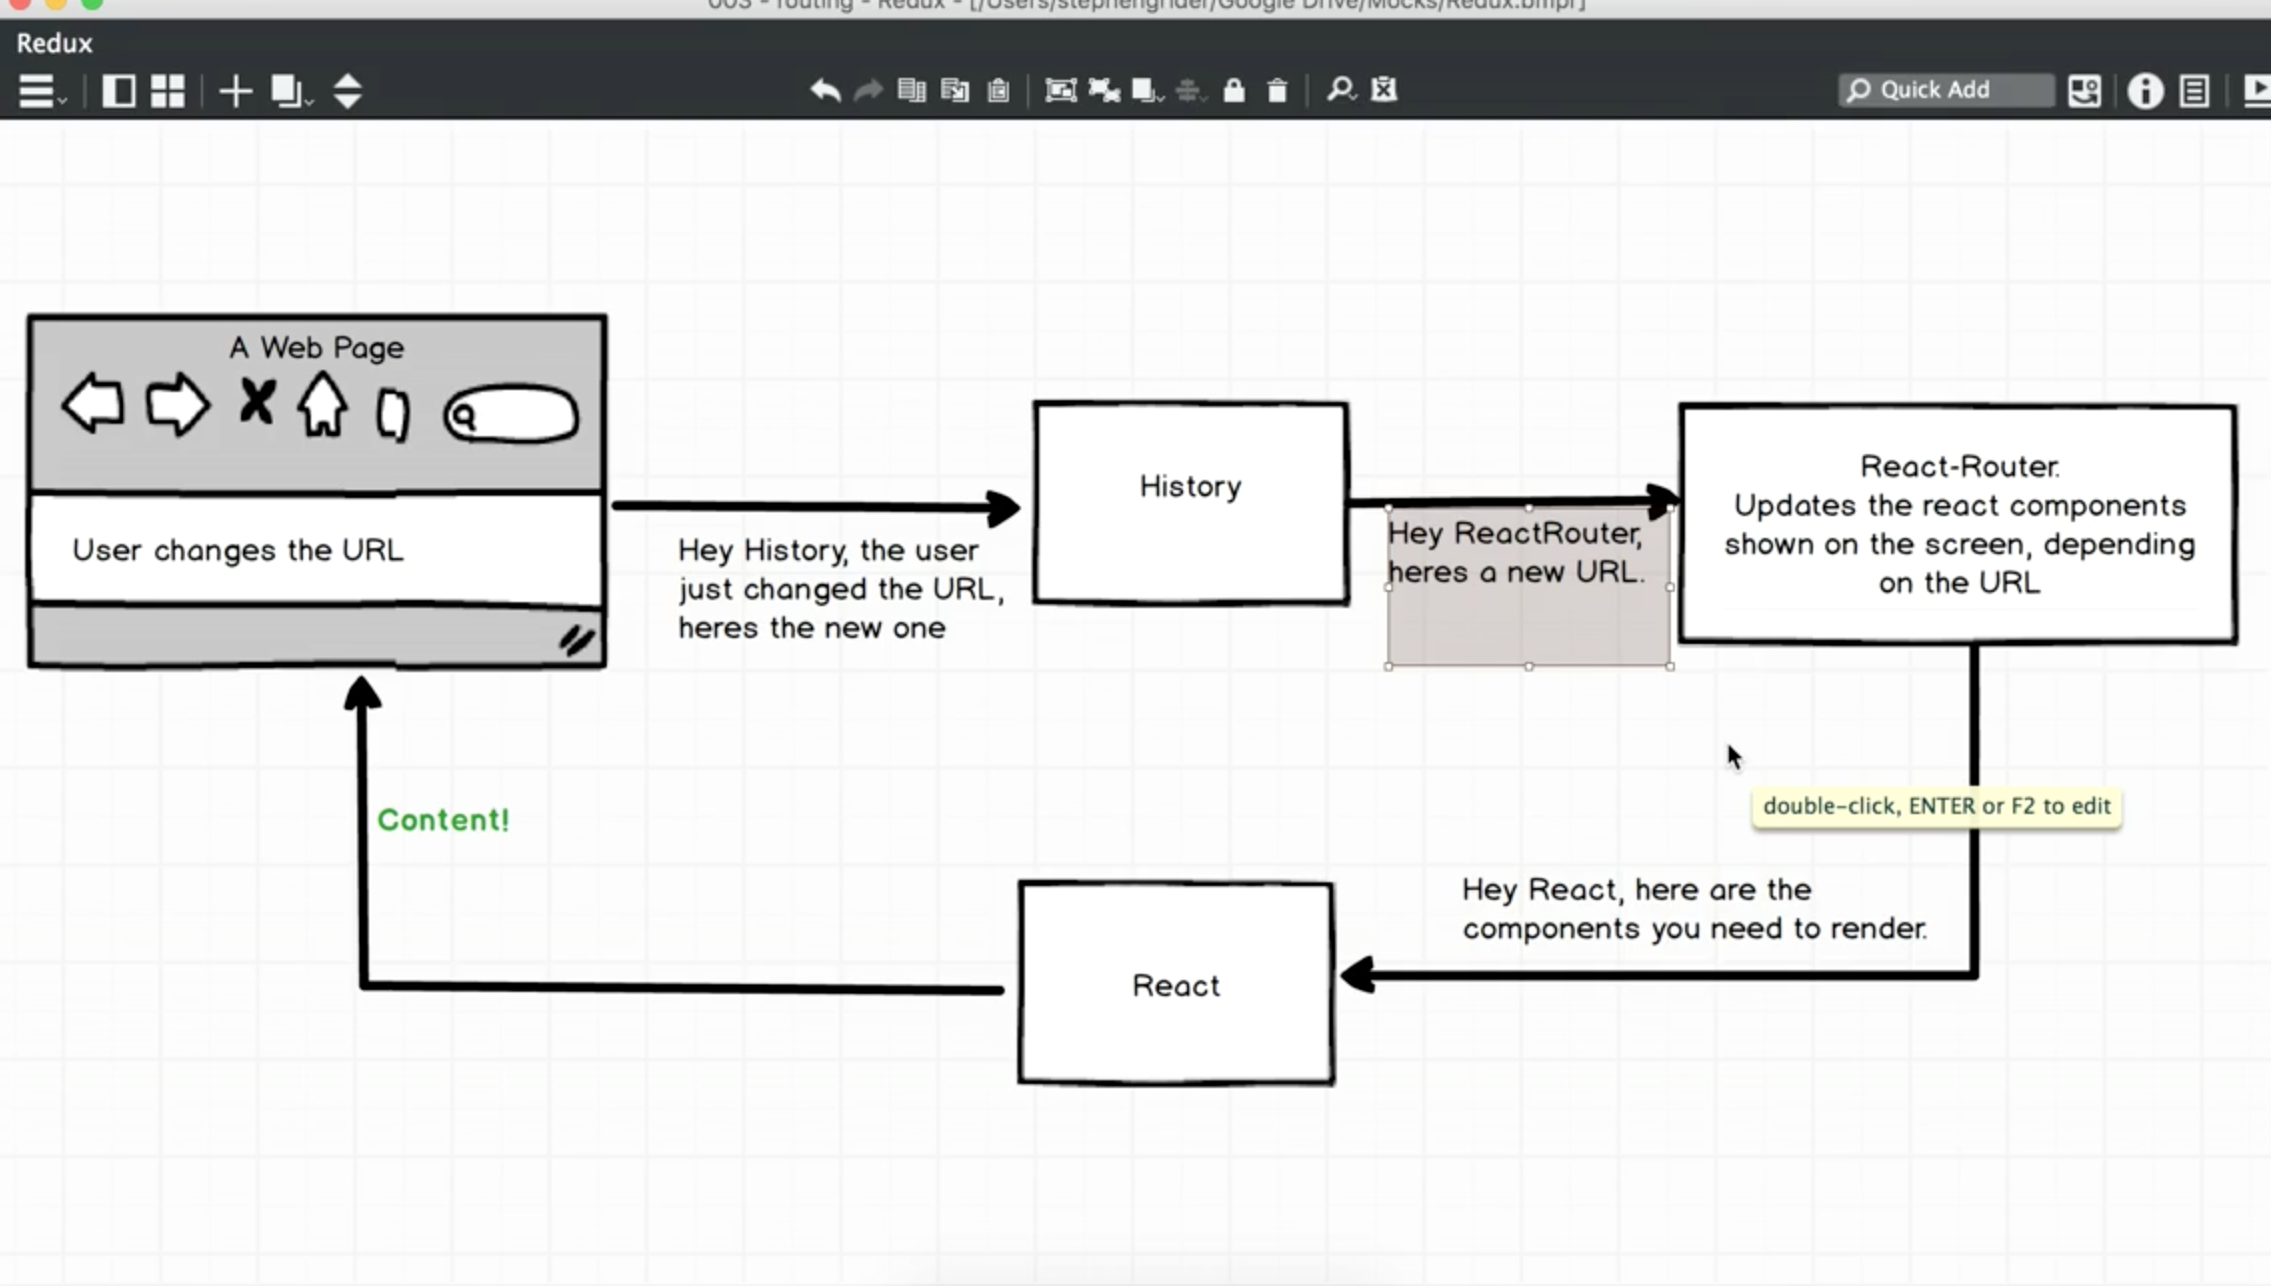 003 - routing - Redux - [/Users/stephengrider/Google Drive/Mocks/Redux.bmpr]
Redux
Quick Add
A Web Page
User changes the URL
Hey History, the user
just changed the URL,
heres the new one
History
Hey ReactRouter,
heres a new URL.
React-Router.
Updates the react components
shown on the screen, depending
on the URL
double-click, ENTER or F2 to edit
Content!
Hey React, here are the
components you need to render.
React